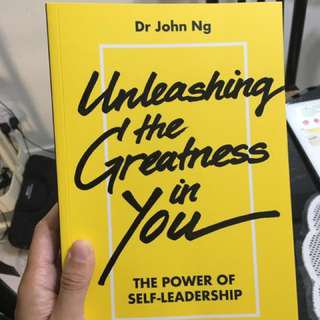 Dr John Ng
Unleashing
the
Greatness
in
You
THE POWER OF
SELF-LEADERSHIP